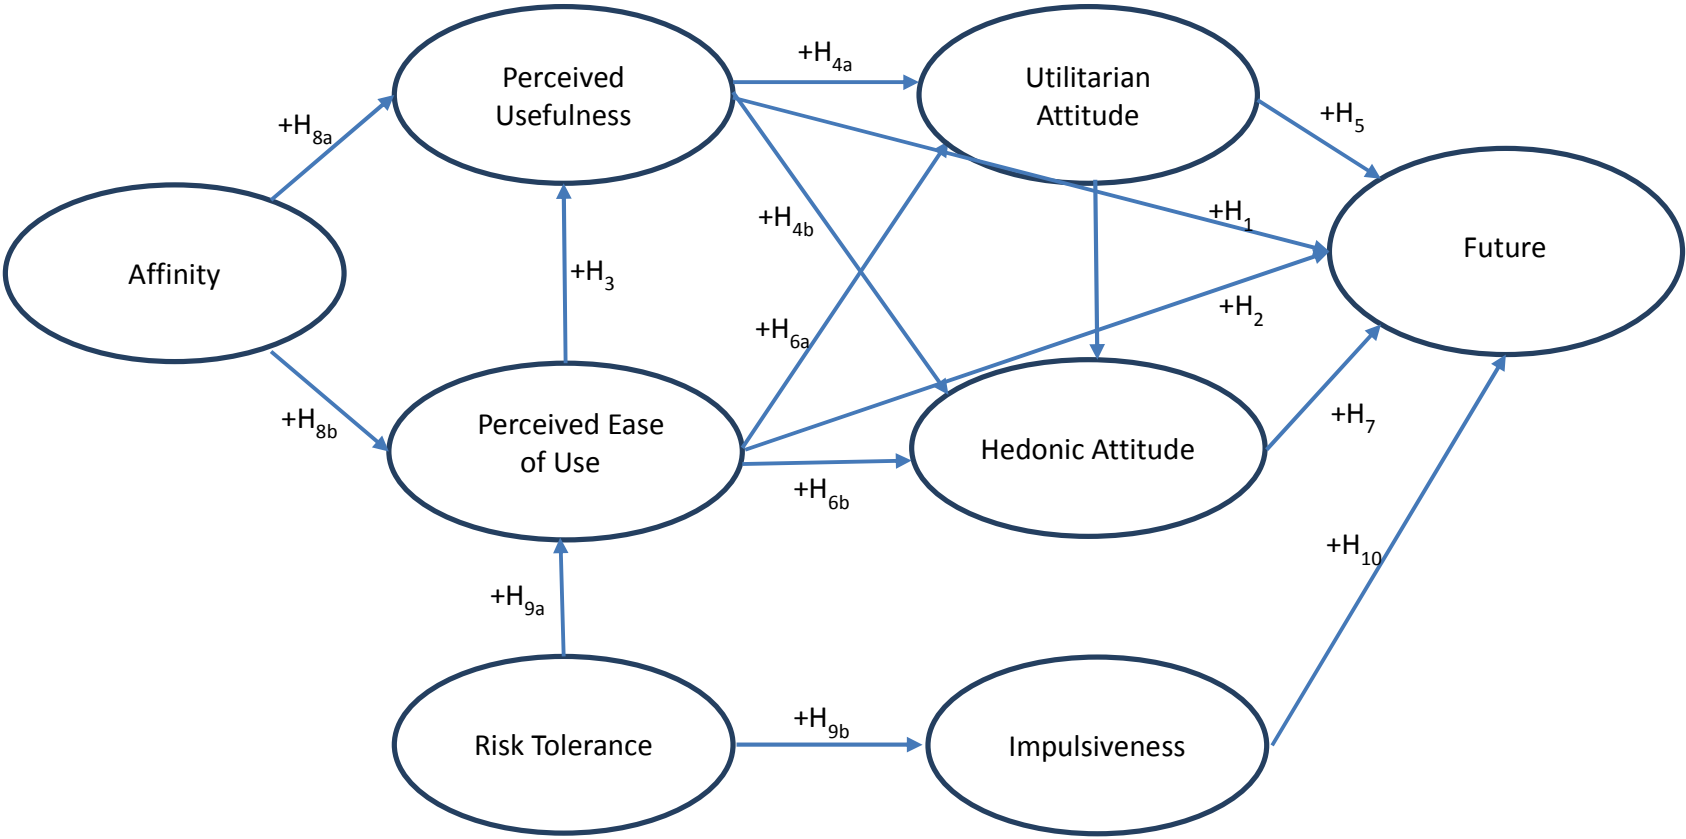 +H4a
Perceived
Usefulness
Utilitarian
Attitude
+H8a
+H5
+H4b
+H1
Affinity
+H3
Future
+H6a
+H2
+H8b
Perceived Ease
of Use
Hedonic Attitude
+H7
+H6b
+H9a
+H10
Risk Tolerance
+H9b
Impulsiveness